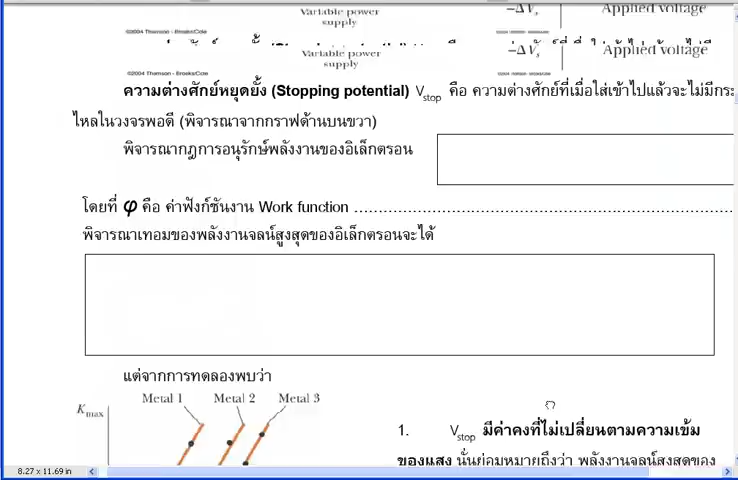 Variable power
supply
−ΔVs
Applied voltage
©2004 Thomson - Brooks/Cole
Variable power
supply
−ΔVs
Applied voltage
©2004 Thomson - Brooks/Cole
ความต่างศักย์หยุดยั้ง (Stopping potential) Vstop คือ ความต่างศักย์ที่เมื่อใส่เข้าไปแล้วจะไม่มีกระ
ไหลในวงจรพอดี (พิจารณาจากกราฟด้านบนขวา)
พิจารณากฎการอนุรักษ์พลังงานของอิเล็กตรอน
โดยที่ φ คือ ค่าฟังก์ชันงาน Work function ................................................................
พิจารณาเทอมของพลังงานจลน์สูงสุดของอิเล็กตรอนจะได้
แต่จากการทดลองพบว่า
Metal 1 Metal 2 Metal 3
Kmax
1. Vstop มีค่าคงที่ไม่เปลี่ยนตามความเข้ม
ของแสง นั่นย่อมหมายถึงว่า พลังงานจลน์สูงสุดของ
8.27 x 11.69 in